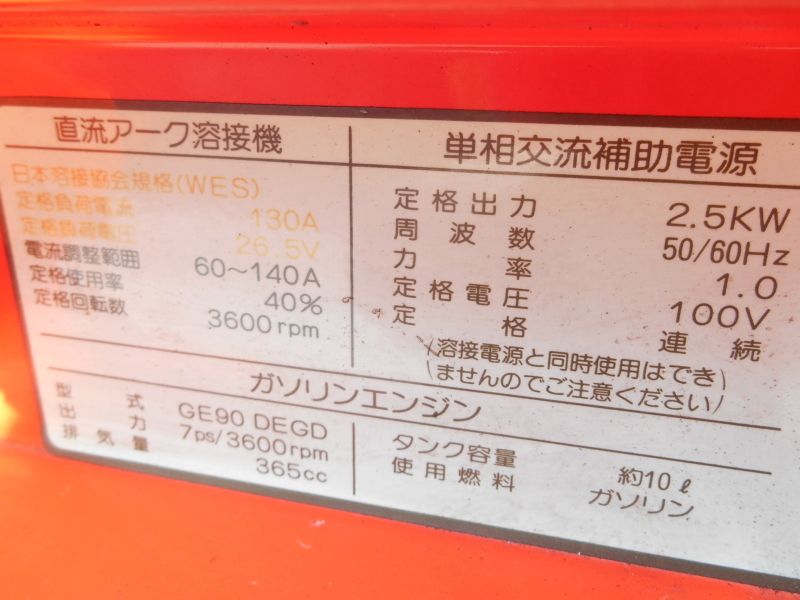 直流アーク溶接機
日本溶接協会規格(WES)
定格負荷電流 130A
定格負荷電圧 26.5V
電流調整範囲 60～140A
定格使用率 40%
定格回転数 3600rpm
単相交流補助電源
定格出力 2.5KW
周波数 50/60Hz
力率 1.0
定格電圧 100V
定格 連続
(溶接電源と同時使用はでき)
(ませんのでご注意ください)
ガソリンエンジン
型式 GE90 DEGD
出力 7ps/3600rpm
排気量 365cc
タンク容量 約10ℓ
使用燃料 ガソリン